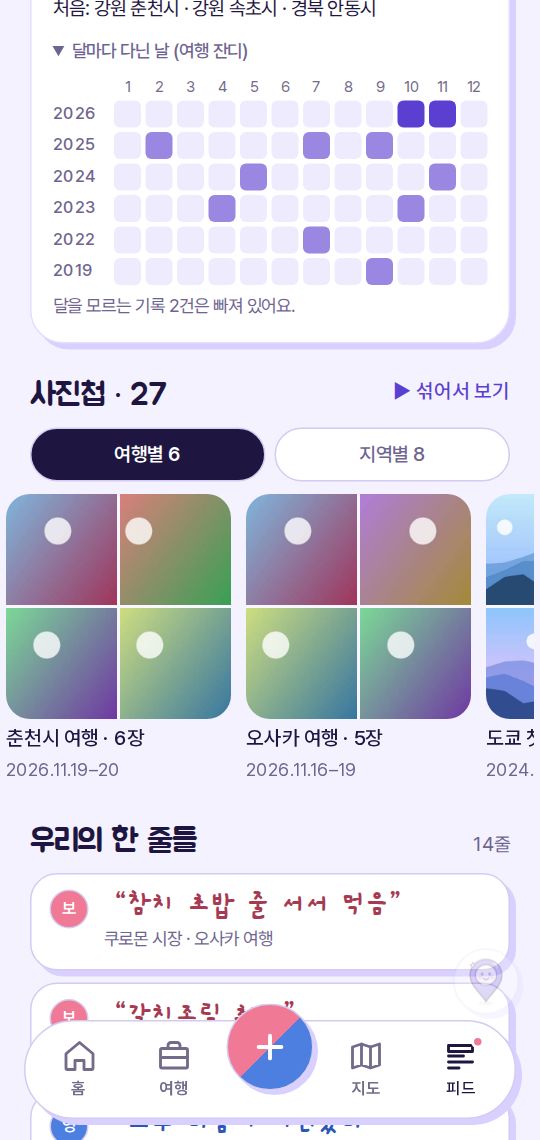 처음: 강원 춘천시 · 강원 속초시 · 경북 안동시
▼ 달마다 다닌 날 (여행 잔디)
1 2 3 4 5 6 7 8 9 10 11 12
2026
2025
2024
2023
2022
2019
달을 모르는 기록 2건은 빠져 있어요.
사진첩 · 27
▶ 섞어서 보기
여행별 6
지역별 8
춘천시 여행 · 6장
2026.11.19–20
오사카 여행 · 5장
2026.11.16–19
도쿄 첫
2024.
우리의 한 줄들
14줄
보
“참치 초밥 줄 서서 먹음”
쿠로몬 시장 · 오사카 여행
보
“갈치조림
홈
여행
+
지도
피드